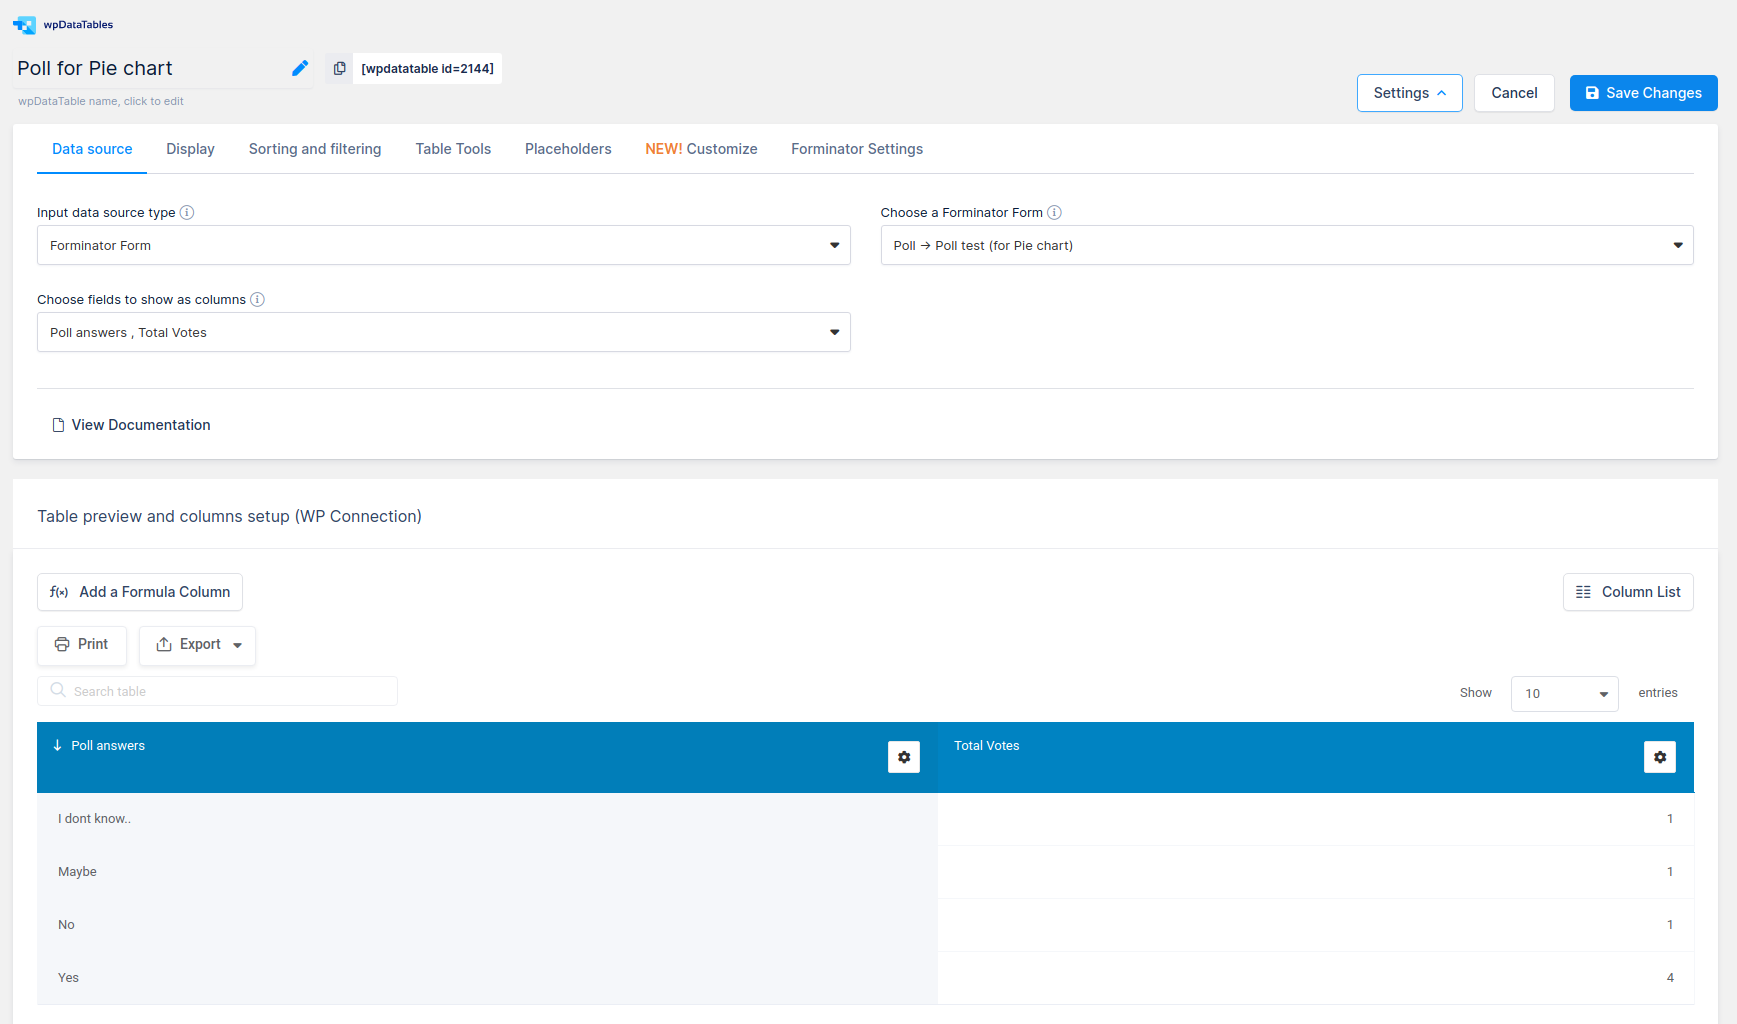 wpDataTables
Poll for Pie chart
[wpdatatable id=2144]
wpDataTable name, click to edit
Settings
Cancel
Save Changes
Data source
Display
Sorting and filtering
Table Tools
Placeholders
NEW! Customize
Forminator Settings
Input data source type
Choose a Forminator Form
Forminator Form
Poll → Poll test (for Pie chart)
Choose fields to show as columns
Poll answers , Total Votes
View Documentation
Table preview and columns setup (WP Connection)
f(x) Add a Formula Column
Column List
Print
Export
Search table
Show
10
entries
Poll answers
Total Votes
I dont know..
1
Maybe
1
No
1
Yes
4